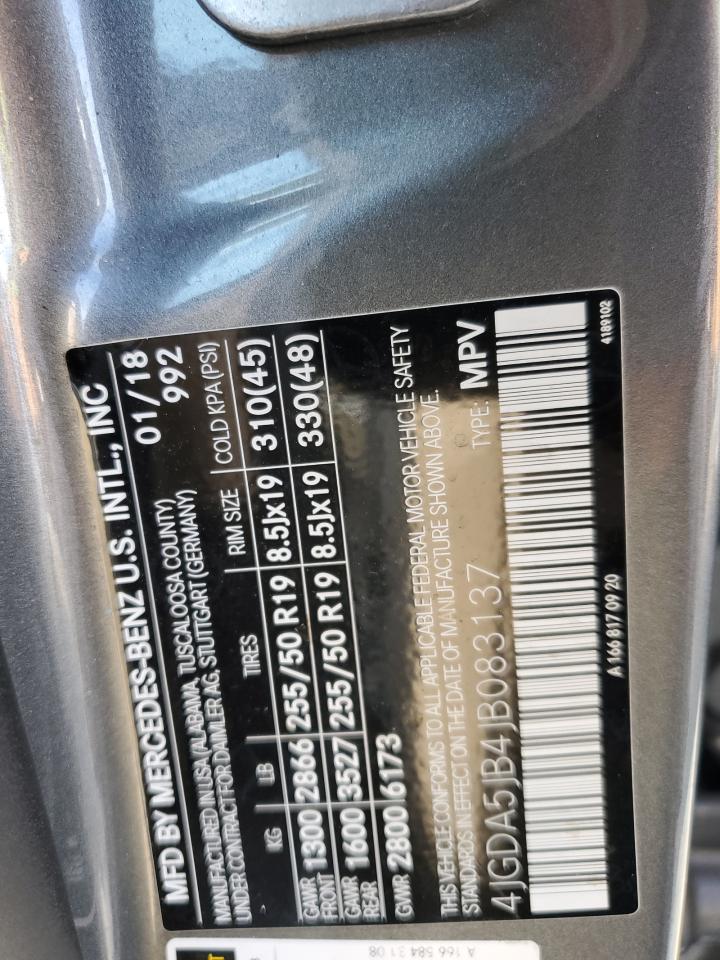 MFD BY MERCEDES-BENZ U.S. INTL., INC
MANUFACTURED IN USA (ALABAMA, TUSCALOOSA COUNTY) 01/18
UNDER CONTRACT FOR DAIMLER AG, STUTTGART (GERMANY) 992
KG LB TIRES RIM SIZE COLD KPA (PSI)
GAWR FRONT 1300 2866 255/50 R19 8.5Jx19 310(45)
GAWR REAR 1600 3527 255/50 R19 8.5Jx19 330(48)
GVWR 2800 6173
THIS VEHICLE CONFORMS TO ALL APPLICABLE FEDERAL MOTOR VEHICLE SAFETY
STANDARDS IN EFFECT ON THE DATE OF MANUFACTURE SHOWN ABOVE.
4JGDA5JB4JB083137 TYPE: MPV
A 166 817 09 20 4189102
A 166 584 31 08